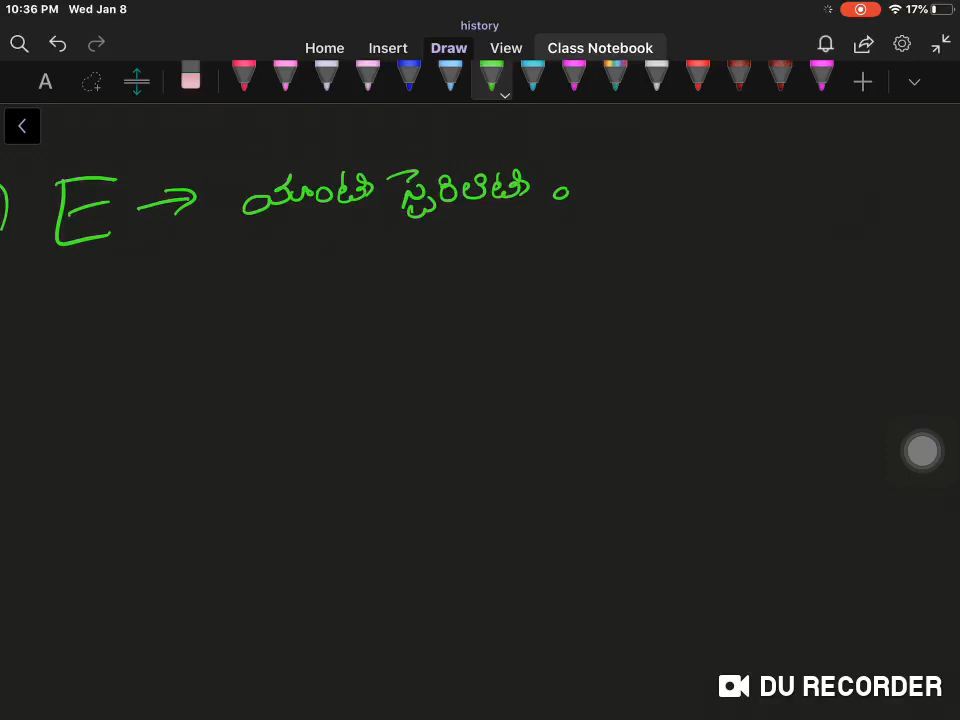 10:36 PM Wed Jan 8
17%
history
Home Insert Draw View Class Notebook
A
) E → యాంటి స్టెరిలిటి
DU RECORDER